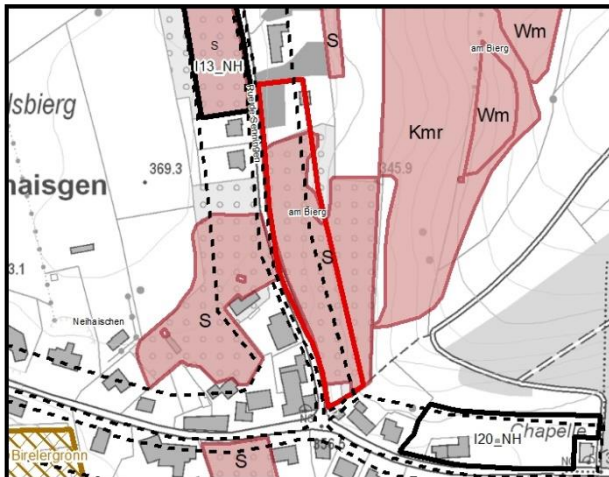 S
I13_NH
S
am Bierg
Wm
Wm
Kmr
lsbierg
369.3
345.9
haisgen
am Bierg
S
3.1
Neihaischen
S
I20_NH
Chapelle
S
Birelergronn